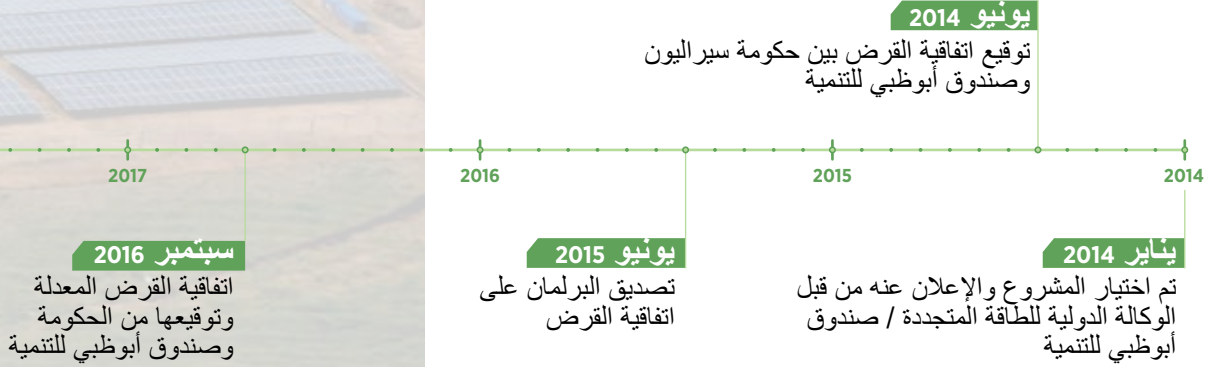 يونيو 2014
توقيع اتفاقية القرض بين حكومة سيراليون
وصندوق أبوظبي للتنمية
2014
2015
2016
2017
يناير 2014
تم اختيار المشروع والإعلان عنه من قبل
الوكالة الدولية للطاقة المتجددة / صندوق
أبوظبي للتنمية
يونيو 2015
تصديق البرلمان على
اتفاقية القرض
سبتمبر 2016
اتفاقية القرض المعدلة
وتوقيعها من الحكومة
وصندوق أبوظبي للتنمية